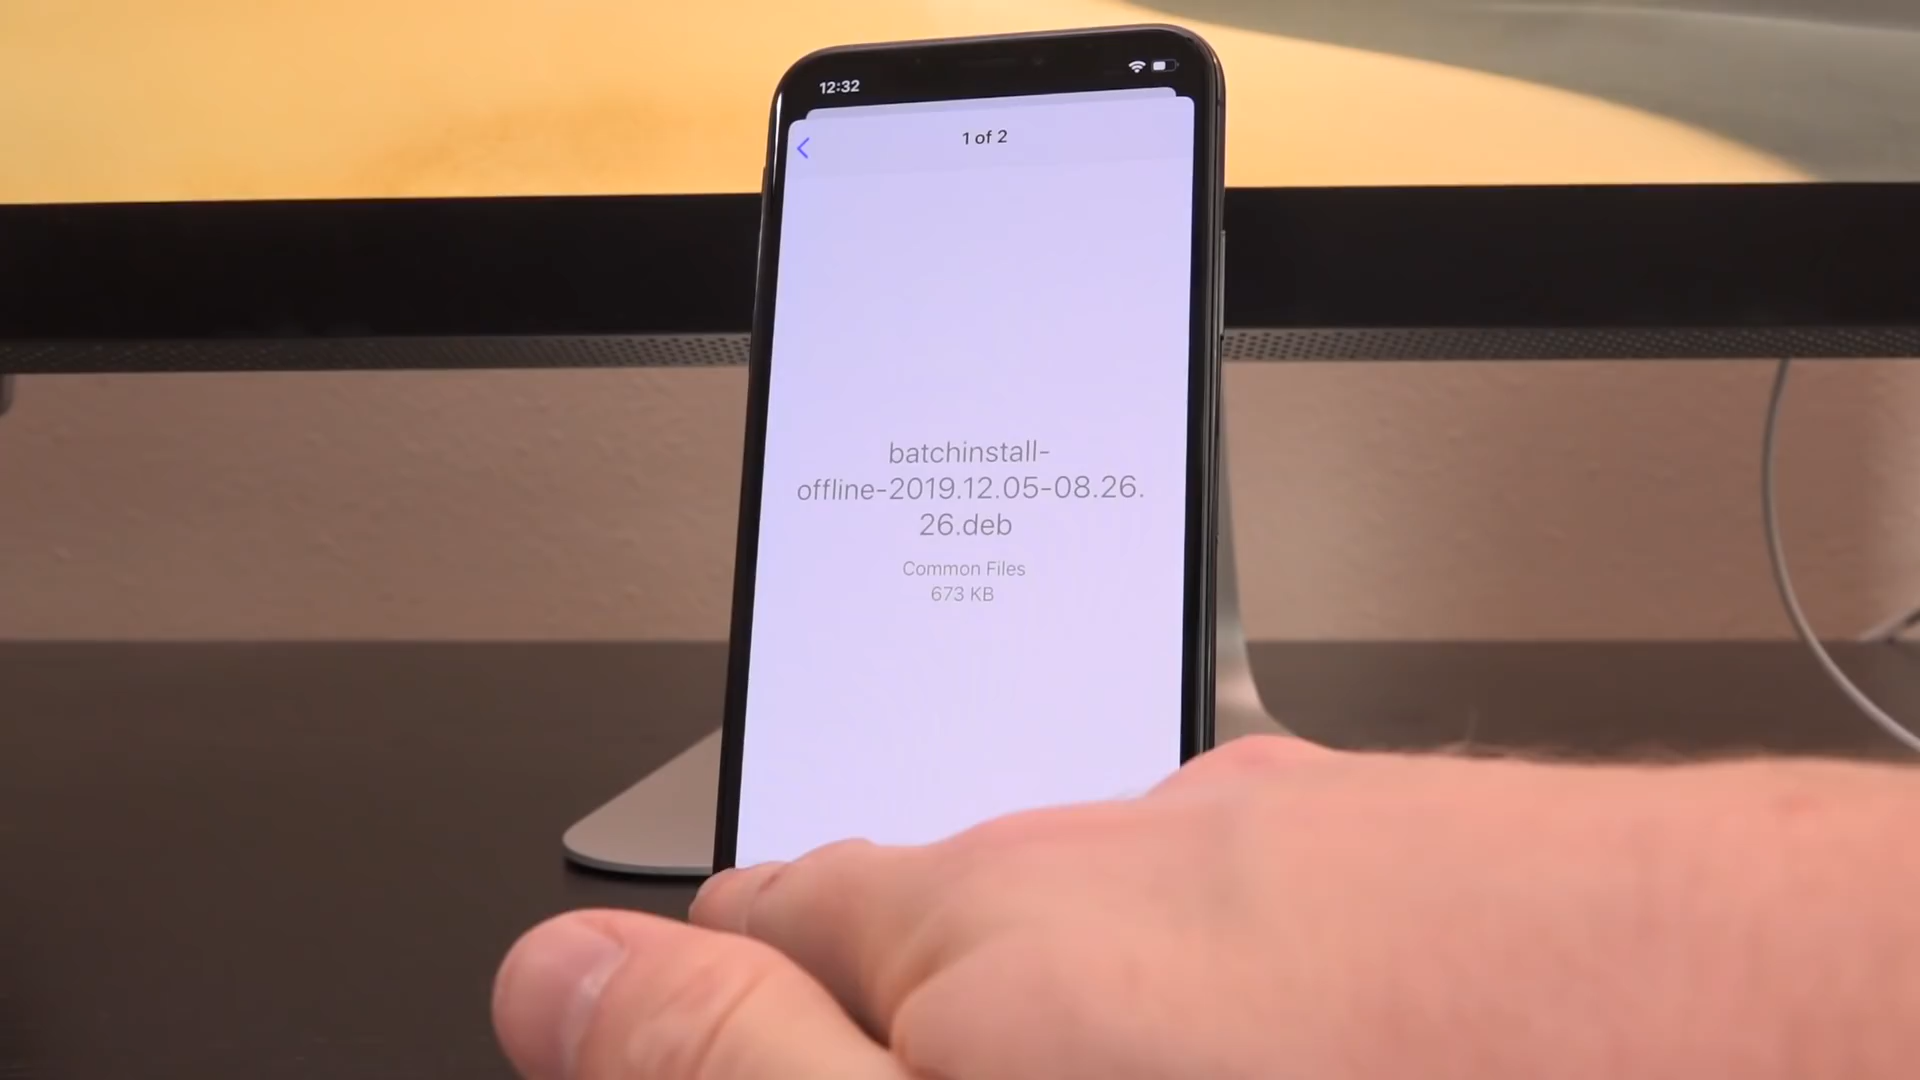 12:32
1 of 2
batchinstall-
offline-2019.12.05-08.26.
26.deb
Common Files
673 KB